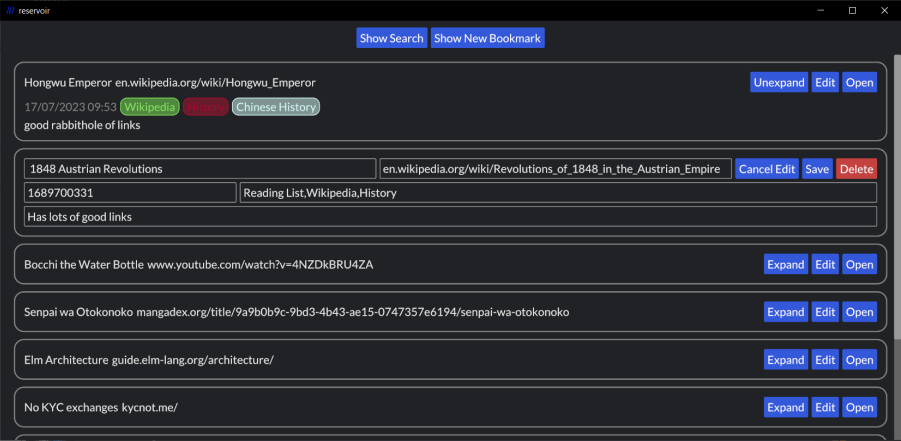 reservoir
Show Search Show New Bookmark
Hongwu Emperor en.wikipedia.org/wiki/Hongwu_Emperor Unexpand Edit Open
17/07/2023 09:53 Wikipedia History Chinese History
good rabbithole of links
1848 Austrian Revolutions en.wikipedia.org/wiki/Revolutions_of_1848_in_the_Austrian_Empire Cancel Edit Save Delete
1689700331 Reading List,Wikipedia,History
Has lots of good links
Bocchi the Water Bottle www.youtube.com/watch?v=4NZDkBRU4ZA Expand Edit Open
Senpai wa Otokonoko mangadex.org/title/9a9b0b9c-9bd3-4b43-ae15-0747357e6194/senpai-wa-otokonoko Expand Edit Open
Elm Architecture guide.elm-lang.org/architecture/ Expand Edit Open
No KYC exchanges kycnot.me/ Expand Edit Open